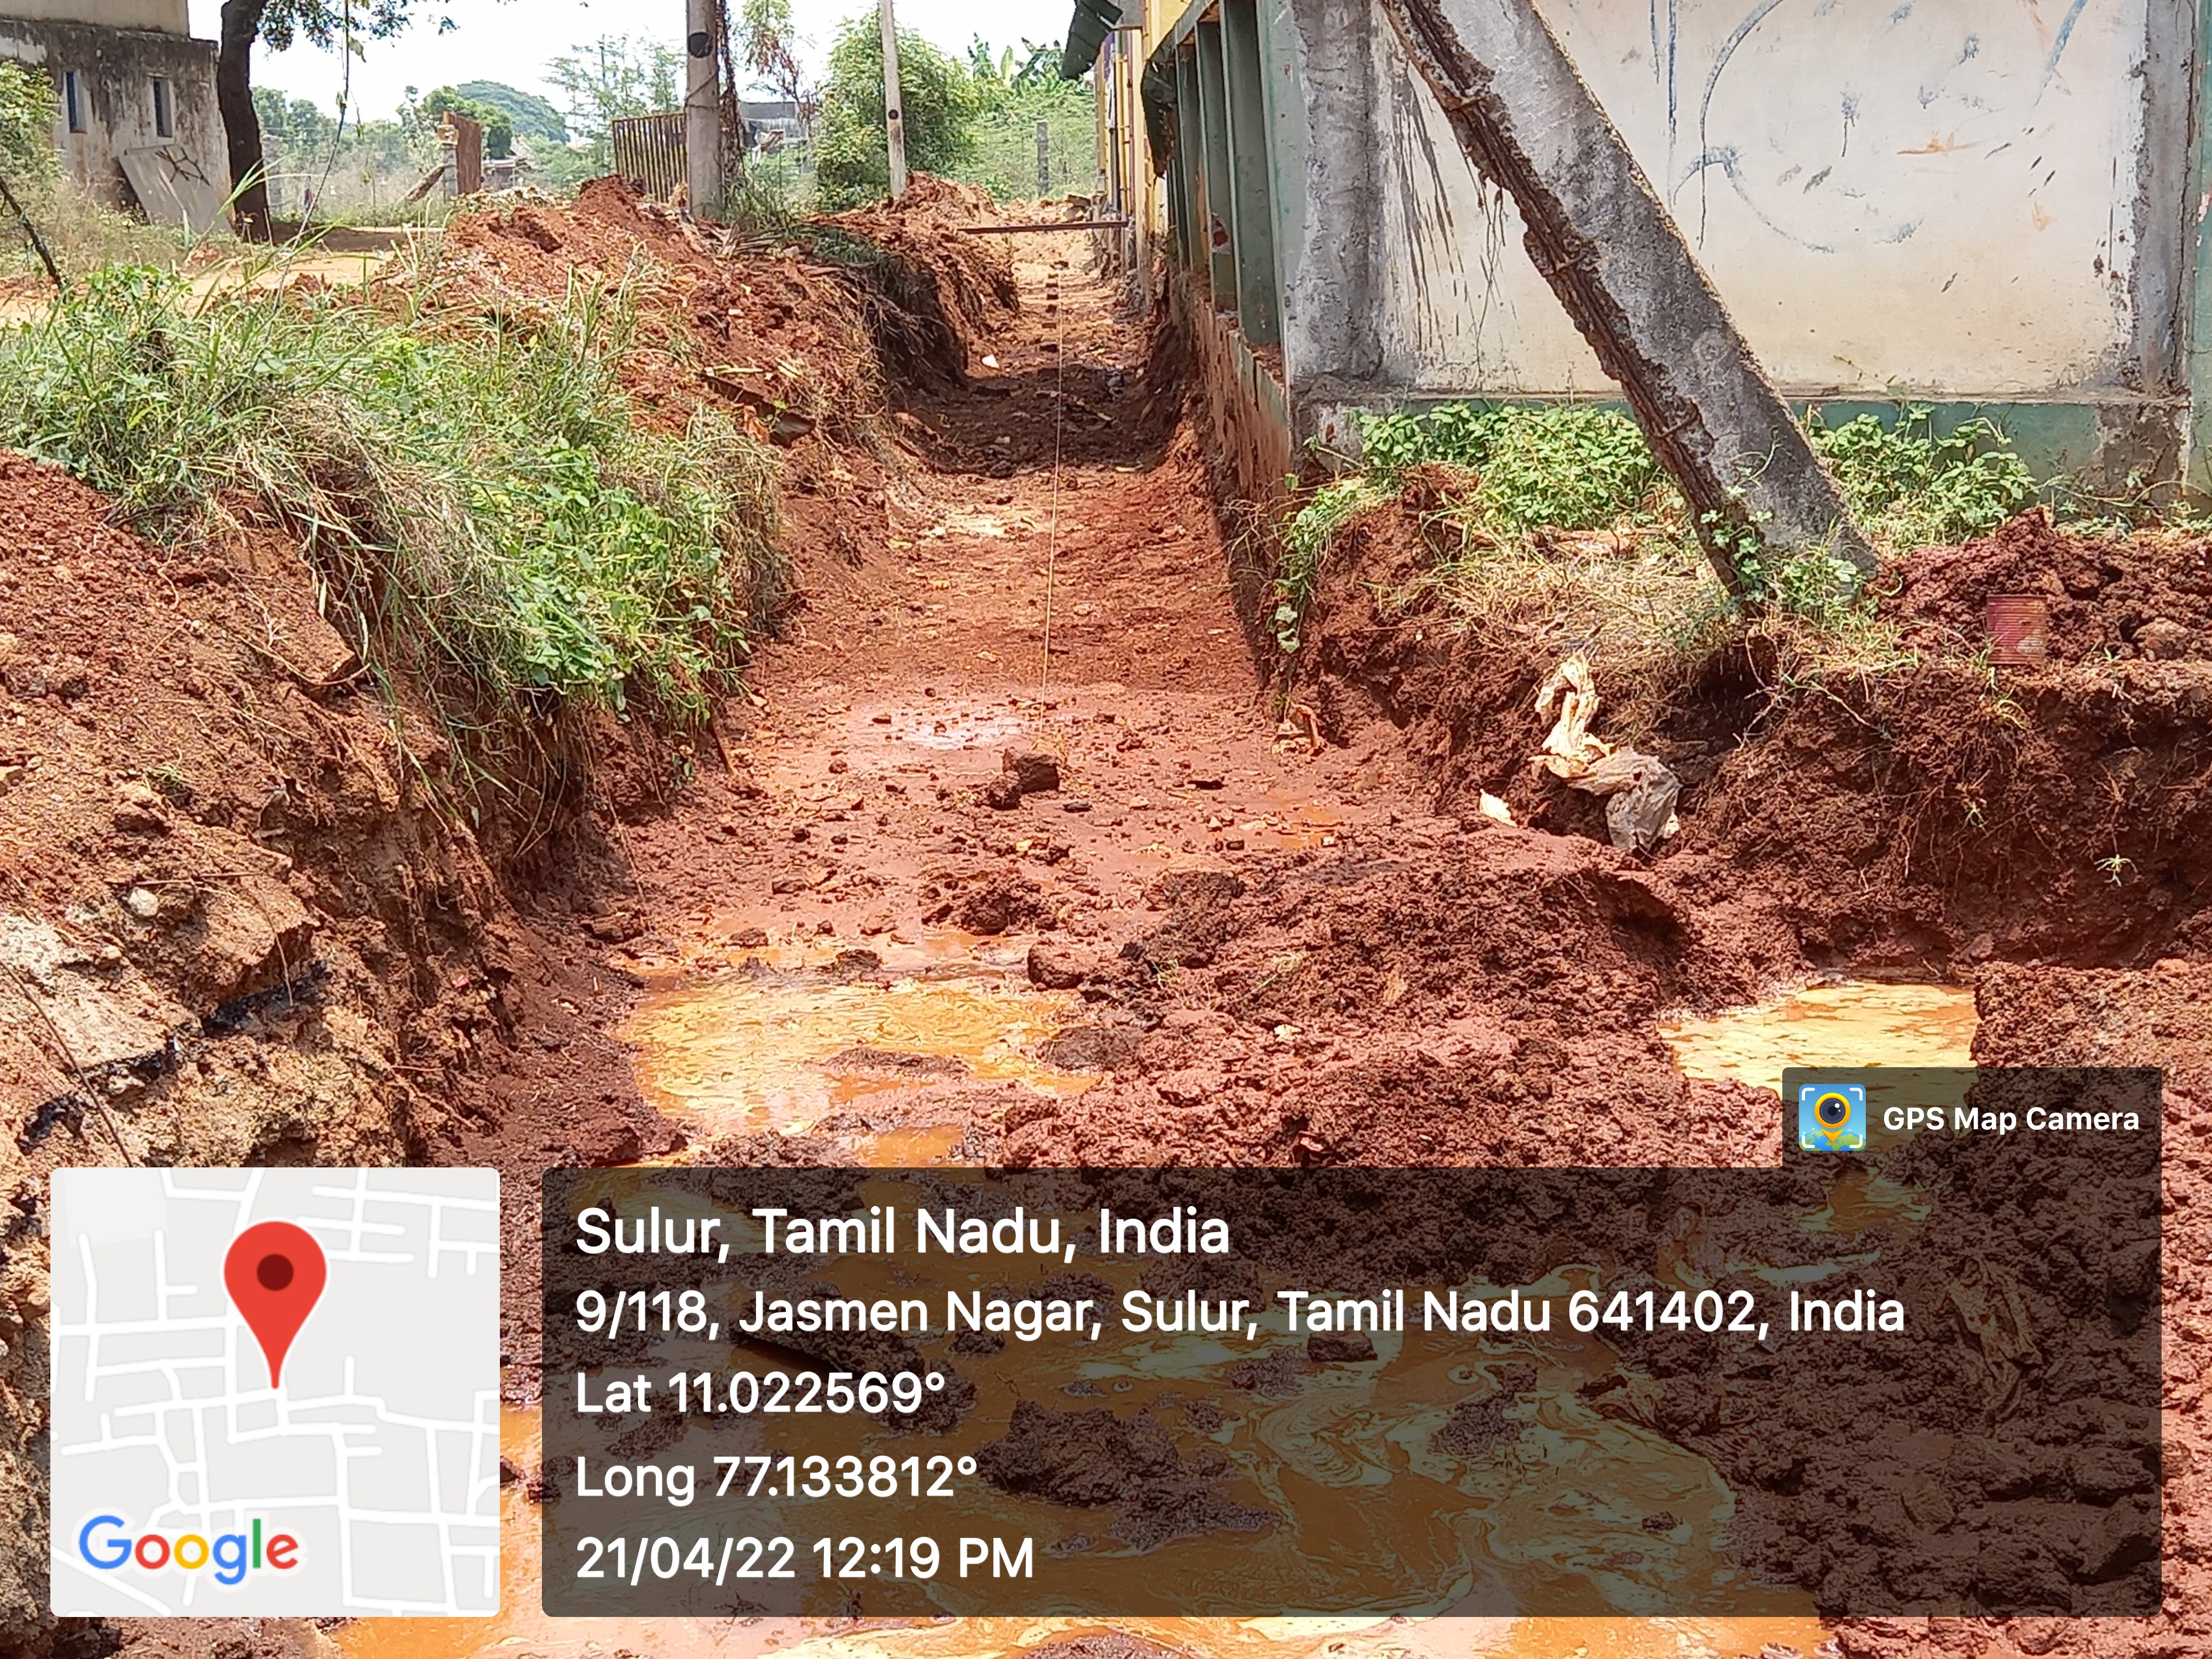 GPS Map Camera
Sulur, Tamil Nadu, India
9/118, Jasmen Nagar, Sulur, Tamil Nadu 641402, India
Lat 11.022569°
Long 77.133812°
21/04/22 12:19 PM
Google